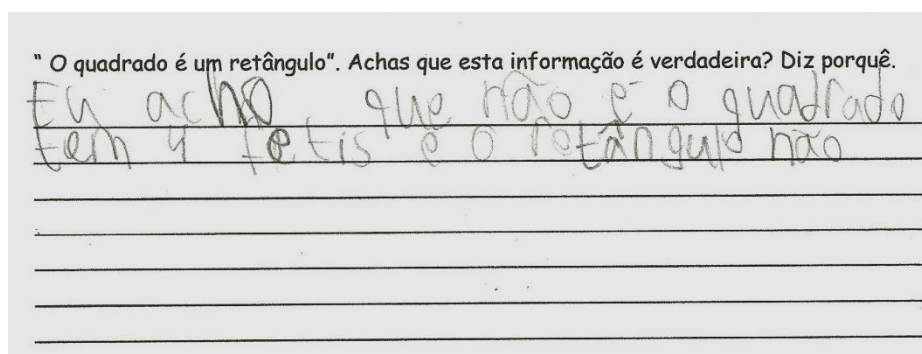 “ O quadrado é um retângulo”. Achas que esta informação é verdadeira? Diz porquê.
Eu acho que não é o quadrado
tem 4 fetis e o retângulo não